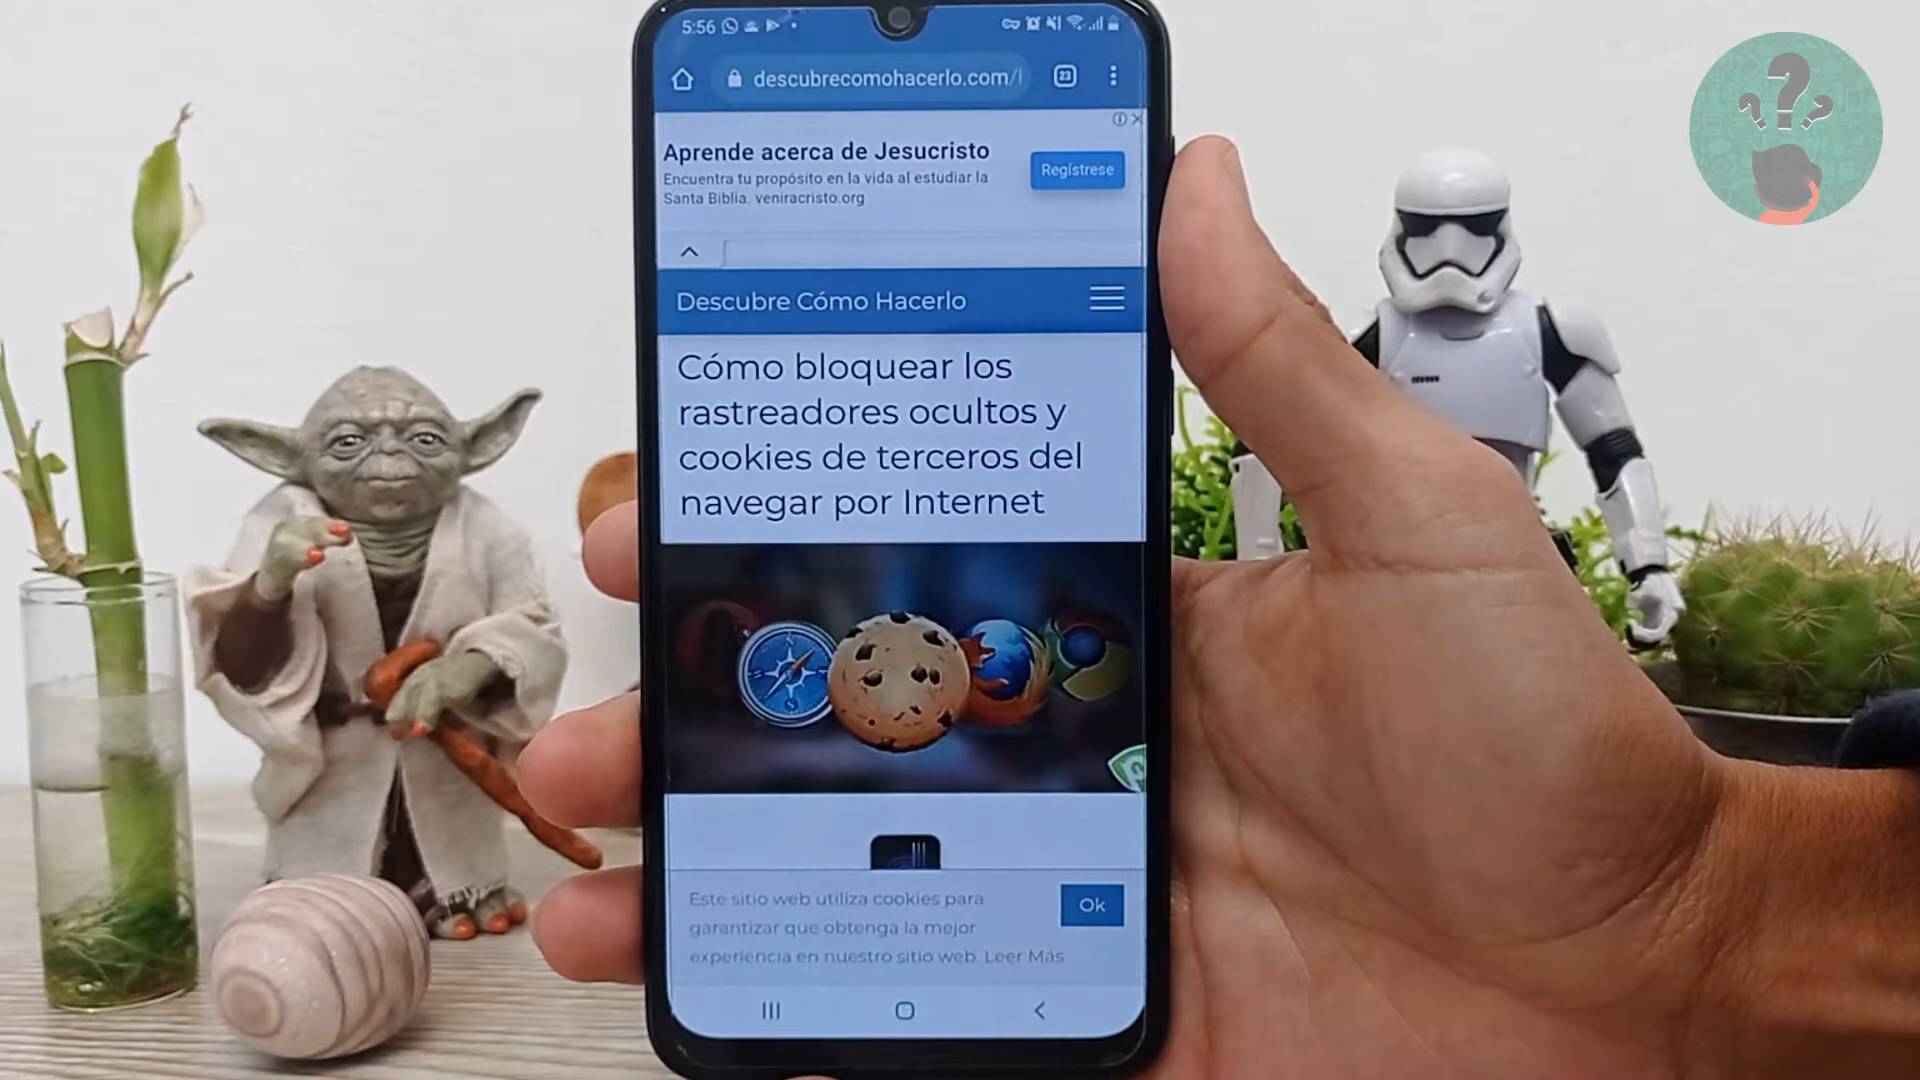 5:56
descubrecomohacerlo.com/
23
Aprende acerca de Jesucristo
Encuentra tu propósito en la vida al estudiar la
Santa Biblia. veniracristo.org
Regístrese
Descubre Cómo Hacerlo
Cómo bloquear los
rastreadores ocultos y
cookies de terceros del
navegar por Internet
Este sitio web utiliza cookies para
garantizar que obtenga la mejor
experiencia en nuestro sitio web. Leer Más
Ok
???